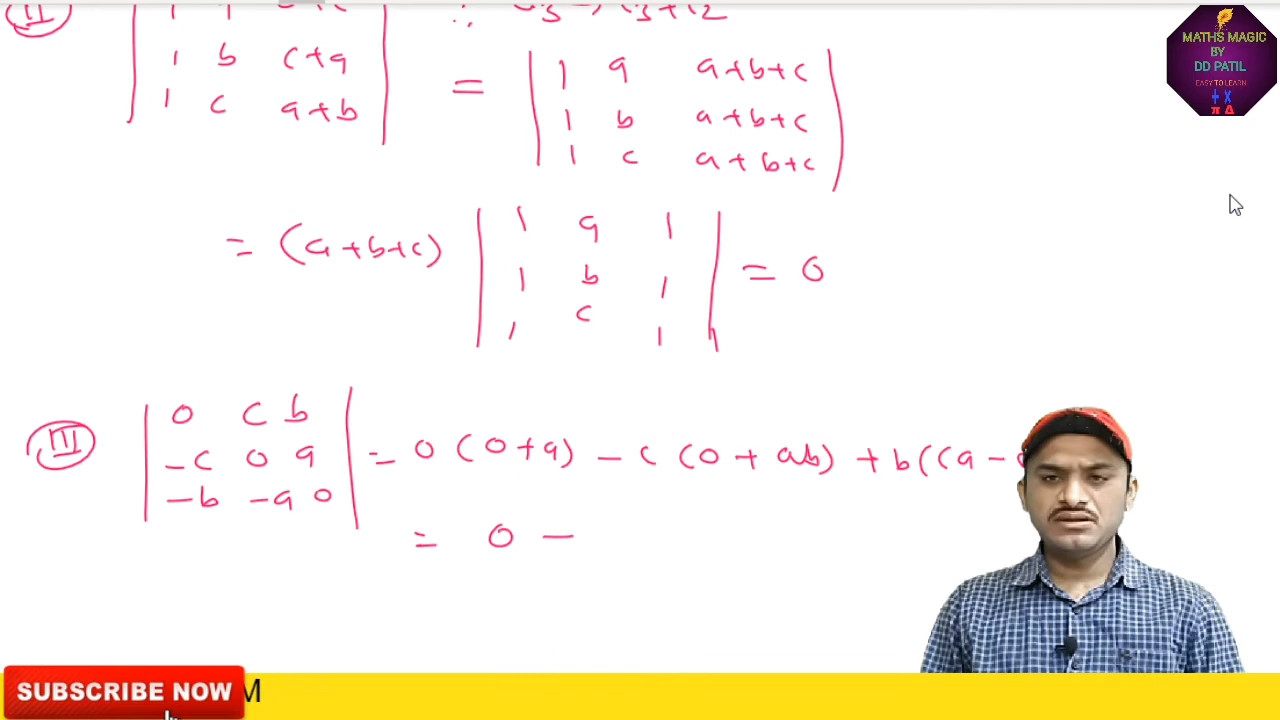 II
C3 → C3 + C2
MATHS MAGIC
BY
DD PATIL
EASY TO LEARN
+ X
π Δ
| 1 b c+a |
| 1 c a+b |
= | 1 a a+b+c |
| 1 b a+b+c |
| 1 c a+b+c |
= (a+b+c) | 1 a 1 |
| 1 b 1 | = 0
| 1 c 1 |
III | 0 c b |
| -c 0 a | = 0 (0+a) - c (0 + ab) + b(ca -
| -b -a 0 |
= 0 -
SUBSCRIBE NOW M